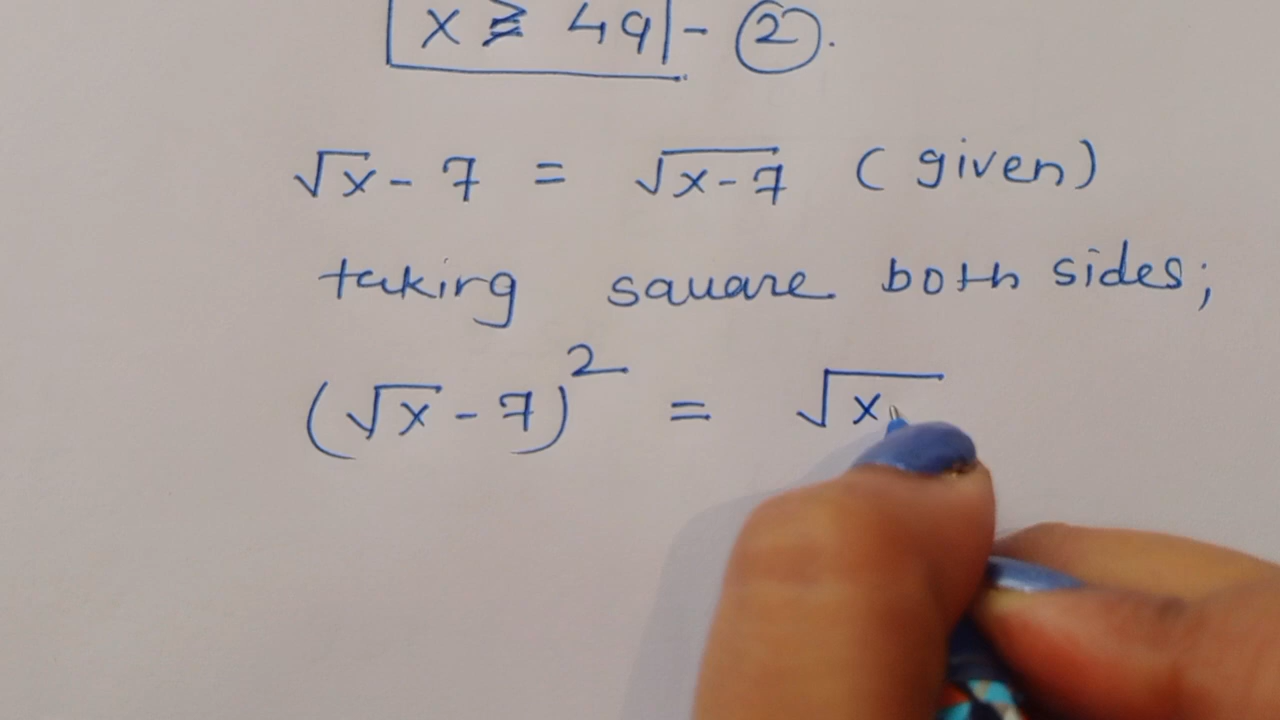 x ≥ 49 - ②.
√x - 7 = √(x-7) (given)
taking square both sides;
(√x - 7)² = √x